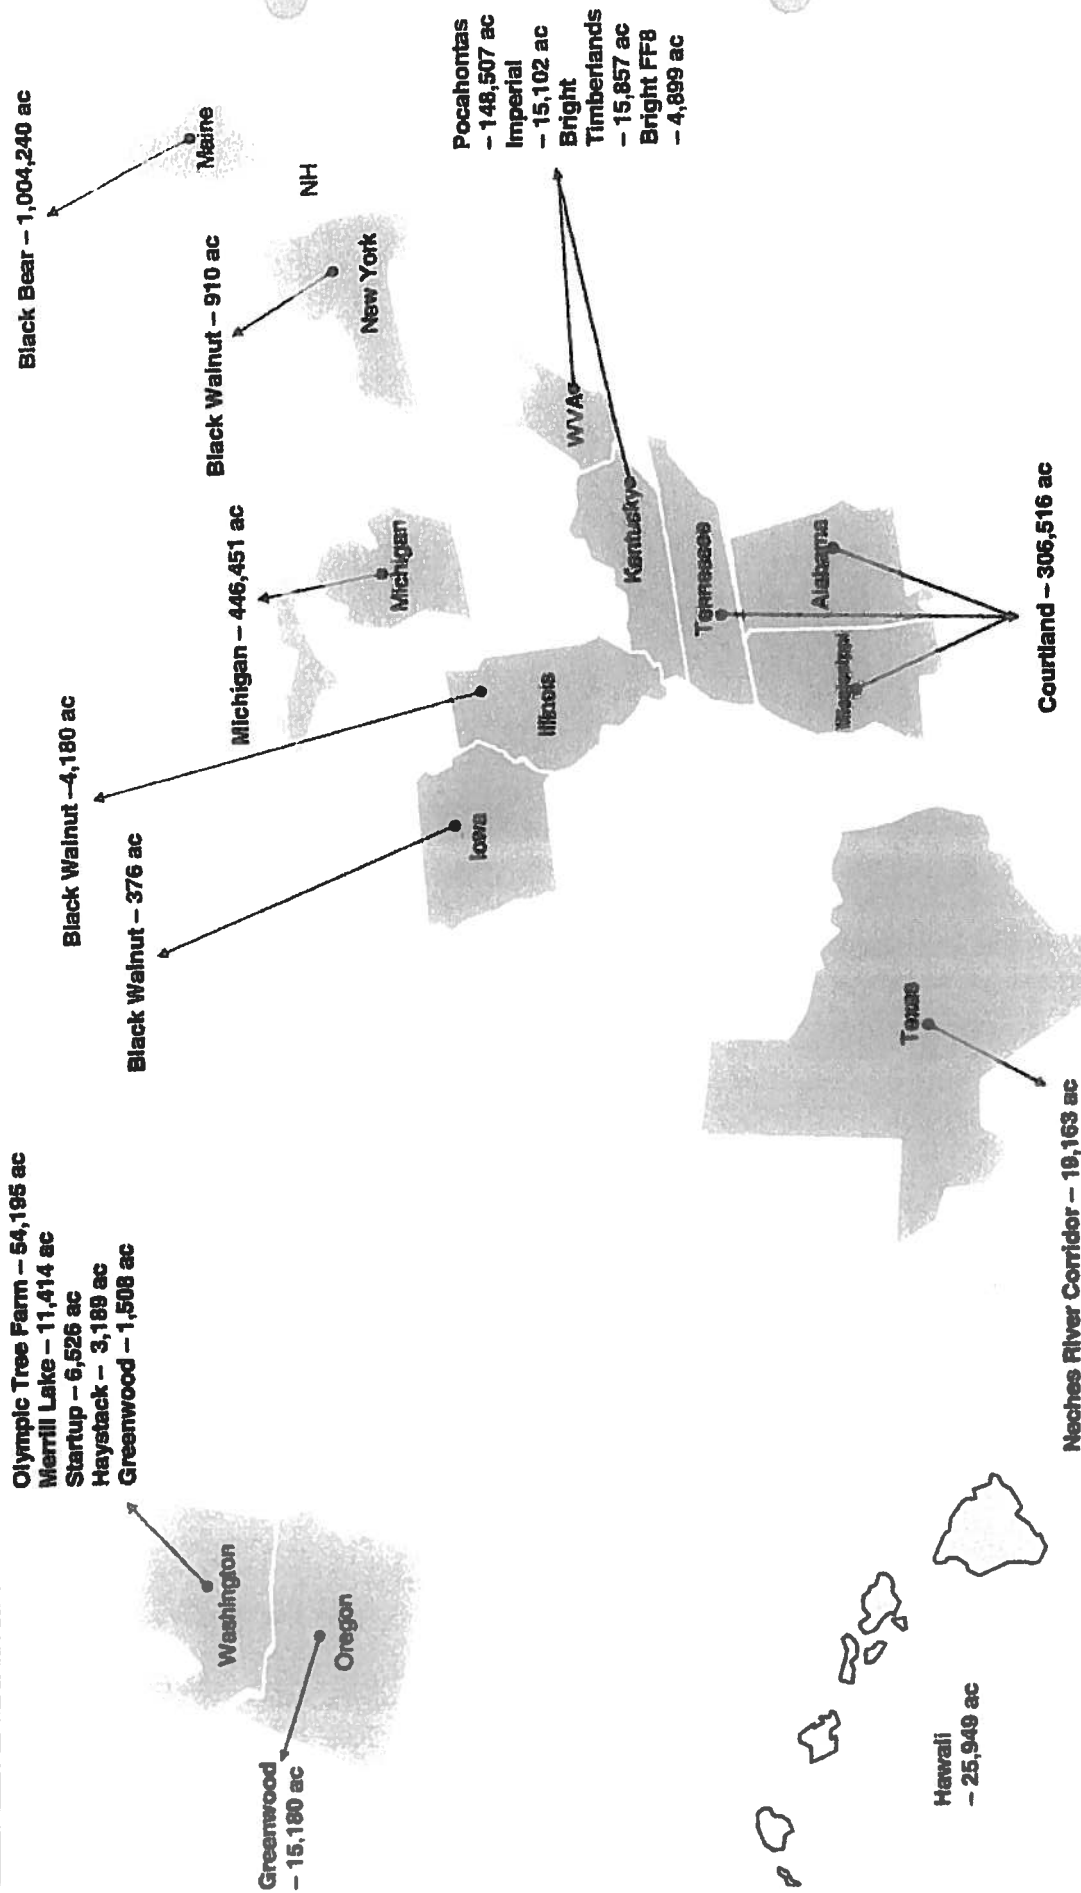 Olympic Tree Farm – 54,195 ac
Merrill Lake – 11,414 ac
Startup – 6,526 ac
Haystack – 3,189 ac
Greenwood – 1,508 ac
Washington
Oregon
Greenwood
– 15,180 ac
Black Walnut – 376 ac
Iowa
Black Walnut –4,180 ac
Illinois
Michigan – 446,451 ac
Michigan
Black Walnut – 910 ac
New York
Black Bear – 1,004,240 ac
Maine
NH
Pocahontas
– 148,507 ac
Imperial
– 15,102 ac
Bright
Timberlands
– 15,857 ac
Bright FF8
– 4,899 ac
WVA
Kentucky
Tennessee
Mississippi
Alabama
Courtland – 306,516 ac
Texas
Neches River Corridor – 19,163 ac
Hawaii
– 25,949 ac